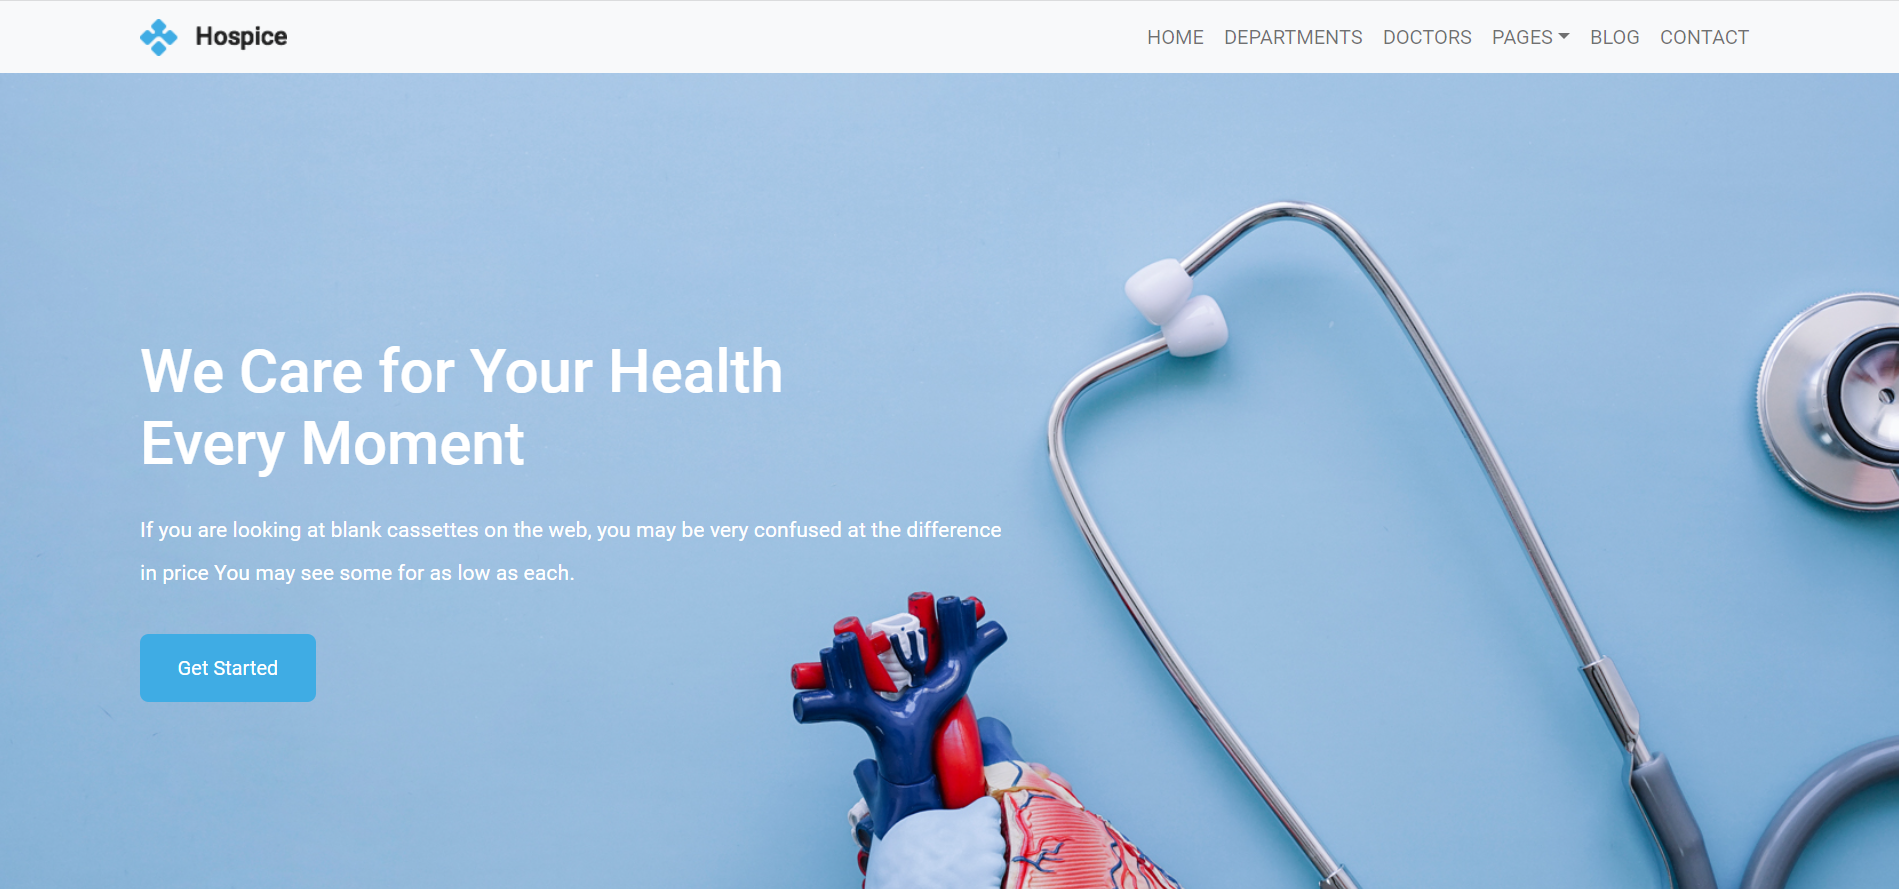 Hospice
HOME DEPARTMENTS DOCTORS PAGES BLOG CONTACT
We Care for Your Health
Every Moment
If you are looking at blank cassettes on the web, you may be very confused at the difference
in price You may see some for as low as each.
Get Started